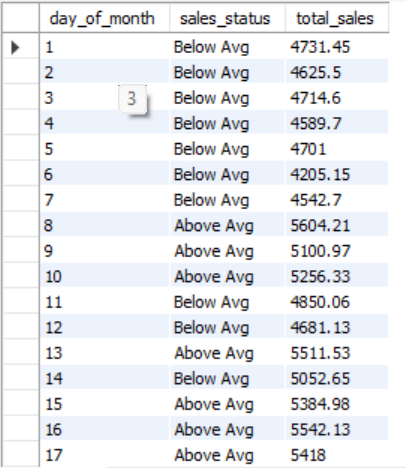 day_of_month sales_status total_sales
1 Below Avg 4731.45
2 Below Avg 4625.5
3 3 Below Avg 4714.6
4 Below Avg 4589.7
5 Below Avg 4701
6 Below Avg 4205.15
7 Below Avg 4542.7
8 Above Avg 5604.21
9 Above Avg 5100.97
10 Above Avg 5256.33
11 Below Avg 4850.06
12 Below Avg 4681.13
13 Above Avg 5511.53
14 Below Avg 5052.65
15 Above Avg 5384.98
16 Above Avg 5542.13
17 Above Avg 5418